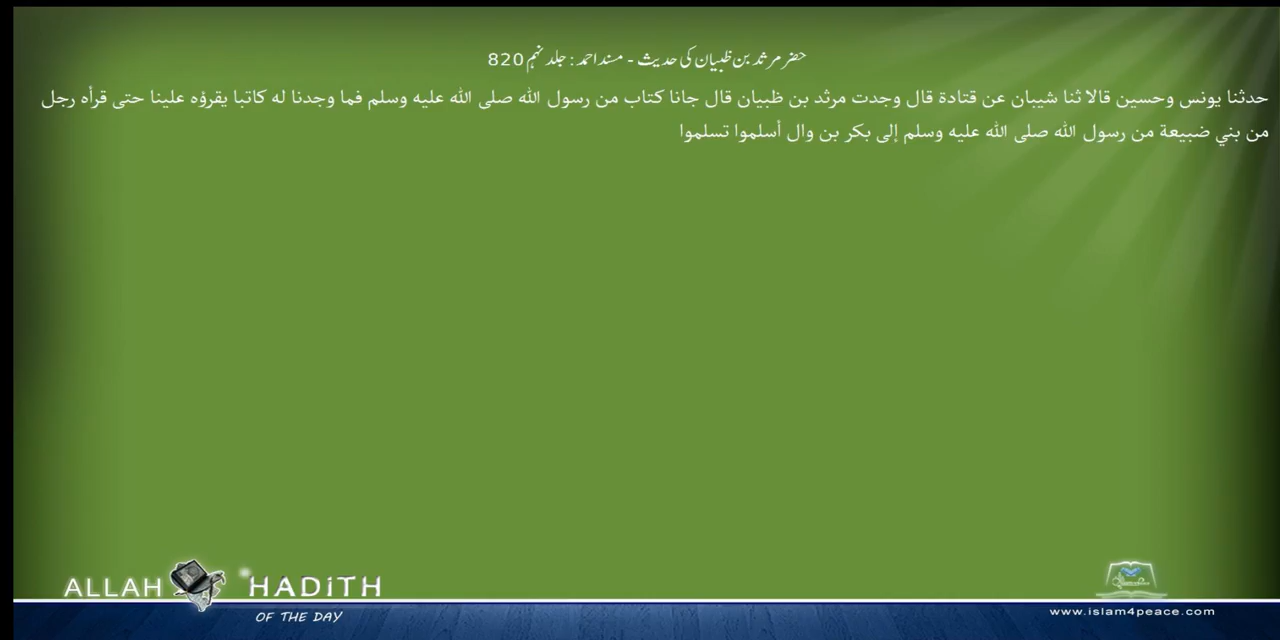 حضر مرثد بن ظبیان کی حدیث - مسند احمد : جلد نہم 820
حدثنا يونس وحسين قالا ثنا شيبان عن قتادة قال وجدت مرثد بن ظبيان قال جانا كتاب من رسول الله صلى الله عليه وسلم فما وجدنا له كاتبا يقرؤه علينا حتى قرأه رجل
من بني ضبيعة من رسول الله صلى الله عليه وسلم إلى بكر بن وال أسلموا تسلموا
ALLAH HADiTH
OF THE DAY
www.islam4peace.com